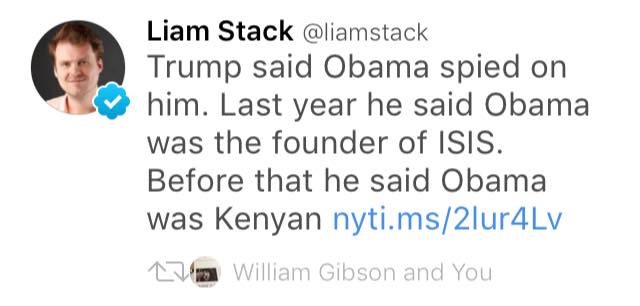 Liam Stack @liamstack
Trump said Obama spied on
him. Last year he said Obama
was the founder of ISIS.
Before that he said Obama
was Kenyan nyti.ms/2lur4Lv
William Gibson and You